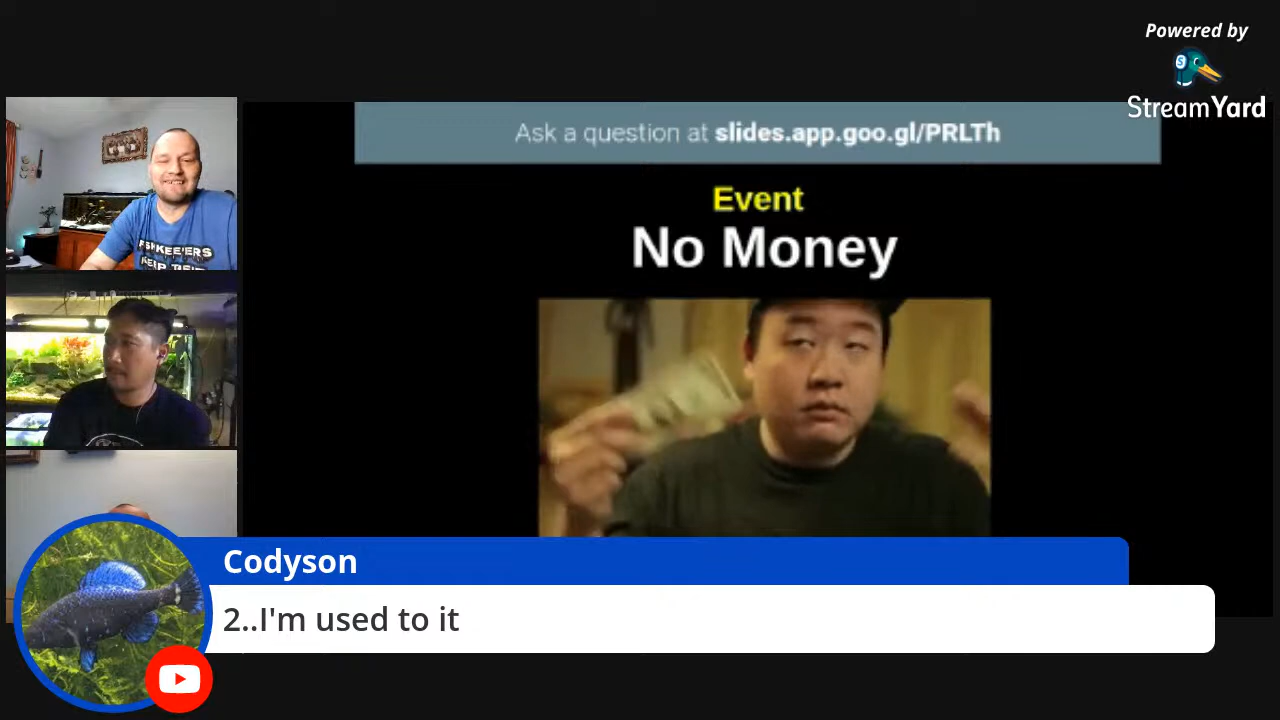 Powered by
StreamYard
Ask a question at slides.app.goo.gl/PRLTh
Event
No Money
Codyson
2..I'm used to it